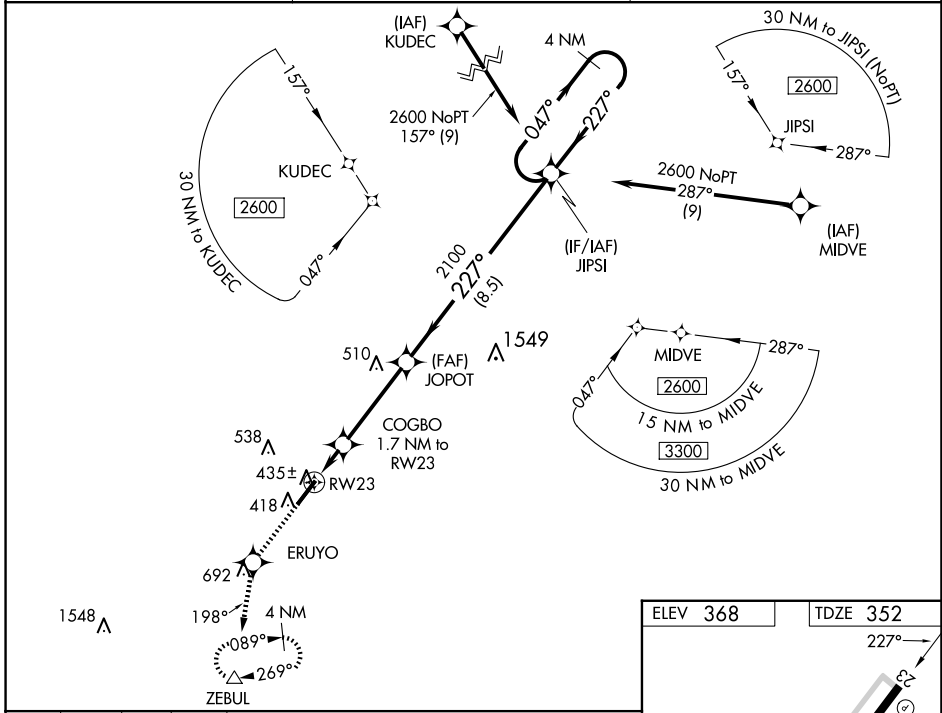 (IAF)
KUDEC
4 NM
30 NM to JIPSI (NoPT)
157°
2600
JIPSI
287°
157°
KUDEC
2600
30 NM to KUDEC
047°
2600 NoPT
157° (9)
047°
227°
2600 NoPT
287°
(9)
(IAF)
MIDVE
(IF/IAF)
JIPSI
2100
227°
(8.5)
1549
510
(FAF)
JOPOT
MIDVE
287°
047°
2600
15 NM to MIDVE
3300
30 NM to MIDVE
COGBO
1.7 NM to
RW23
538
435±
RW23
418
ERUYO
692
1548
198°
4 NM
089°
269°
ZEBUL
ELEV 368
TDZE 352
227°
23
P